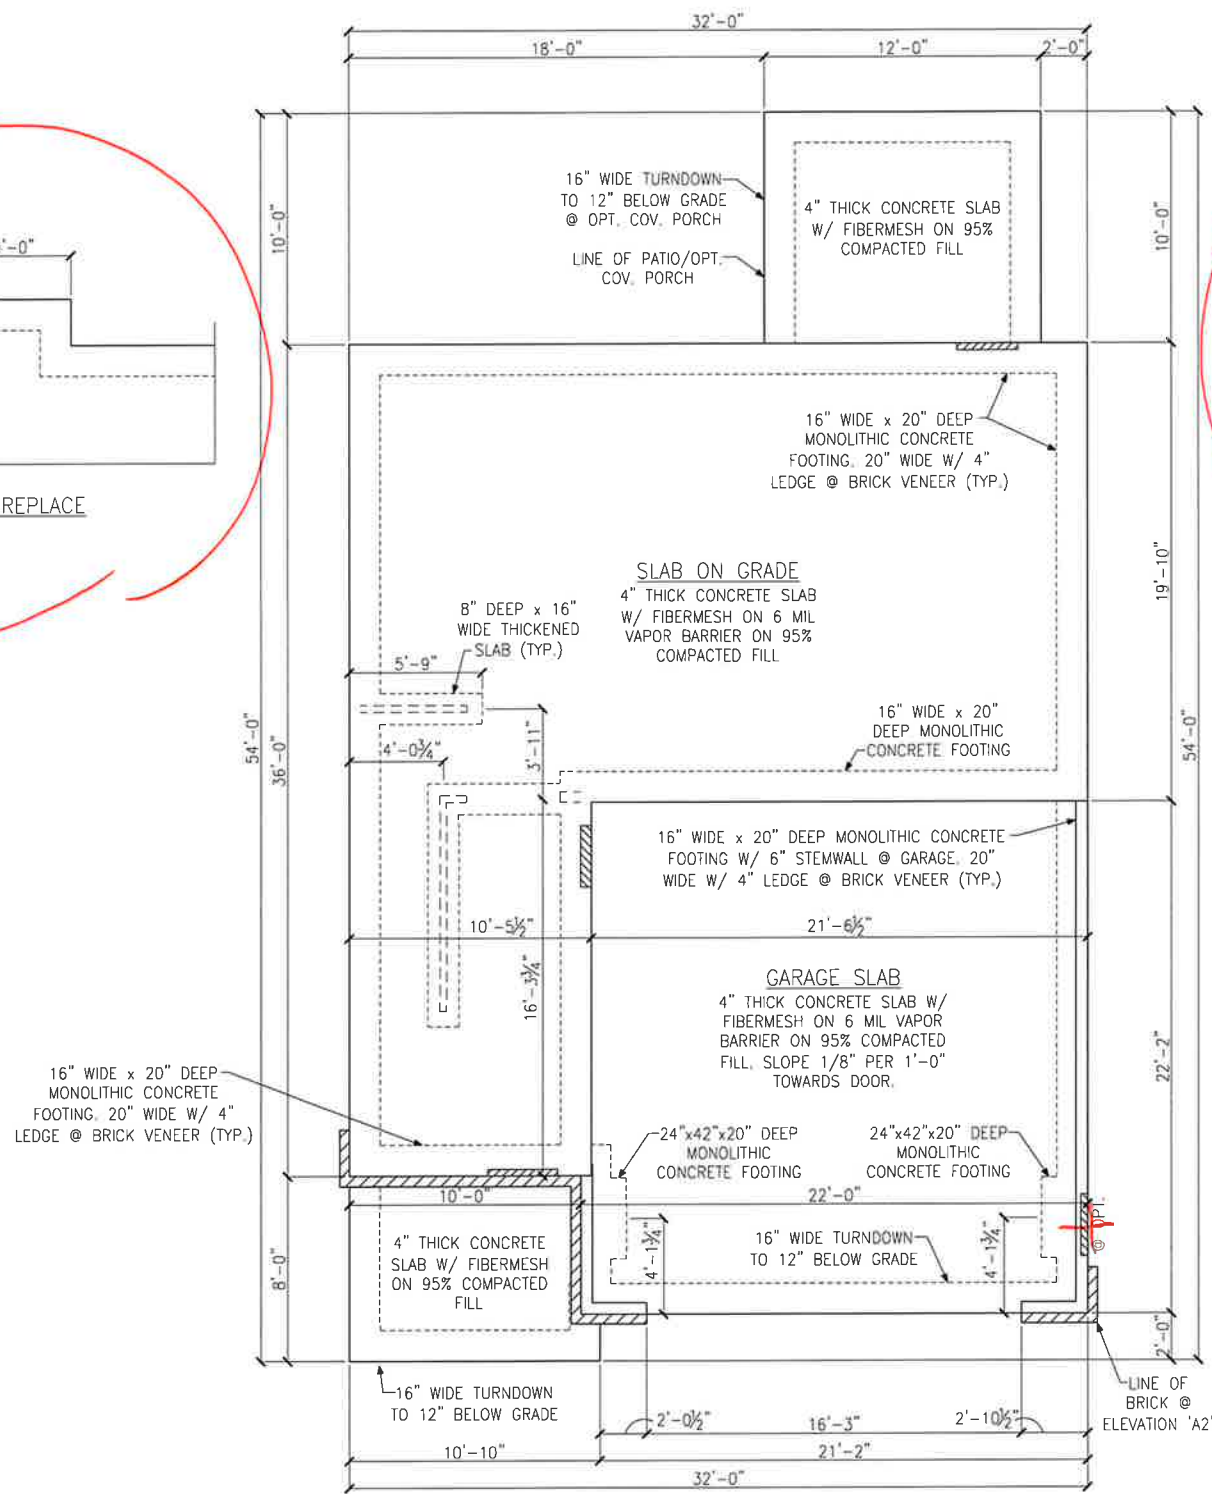 32'-0"
18'-0"
12'-0"
2'-0"
16" WIDE TURNDOWN
TO 12" BELOW GRADE
@ OPT. COV. PORCH
LINE OF PATIO/OPT.
COV. PORCH
4" THICK CONCRETE SLAB
W/ FIBERMESH ON 95%
COMPACTED FILL
10'-0"
10'-0"
'-0"
REPLACE
16" WIDE x 20" DEEP
MONOLITHIC CONCRETE
FOOTING. 20" WIDE W/ 4"
LEDGE @ BRICK VENEER (TYP.)
SLAB ON GRADE
4" THICK CONCRETE SLAB
W/ FIBERMESH ON 6 MIL
VAPOR BARRIER ON 95%
COMPACTED FILL
19'-10"
8" DEEP x 16"
WIDE THICKENED
SLAB (TYP.)
5'-9"
4'-0¾"
3'-11"
54'-0"
36'-0"
54'-0"
16" WIDE x 20"
DEEP MONOLITHIC
CONCRETE FOOTING
16" WIDE x 20" DEEP MONOLITHIC CONCRETE
FOOTING W/ 6" STEMWALL @ GARAGE. 20"
WIDE W/ 4" LEDGE @ BRICK VENEER (TYP.)
10'-5½"
21'-6½"
16'-3¾"
GARAGE SLAB
4" THICK CONCRETE SLAB W/
FIBERMESH ON 6 MIL VAPOR
BARRIER ON 95% COMPACTED
FILL. SLOPE 1/8" PER 1'-0"
TOWARDS DOOR.
22'-2"
16" WIDE x 20" DEEP
MONOLITHIC CONCRETE
FOOTING. 20" WIDE W/ 4"
LEDGE @ BRICK VENEER (TYP.)
24"x42"x20" DEEP
MONOLITHIC
CONCRETE FOOTING
24"x42"x20" DEEP
MONOLITHIC
CONCRETE FOOTING
10'-0"
22'-0"
@ OPT.
4" THICK CONCRETE
SLAB W/ FIBERMESH
ON 95% COMPACTED
FILL
8'-0"
4'-1¾"
16" WIDE TURNDOWN
TO 12" BELOW GRADE
4'-1¾"
2'-0"
16" WIDE TURNDOWN
TO 12" BELOW GRADE
LINE OF
BRICK @
ELEVATION 'A2'
2'-0½"
16'-3"
2'-10½"
10'-10"
21'-2"
32'-0"